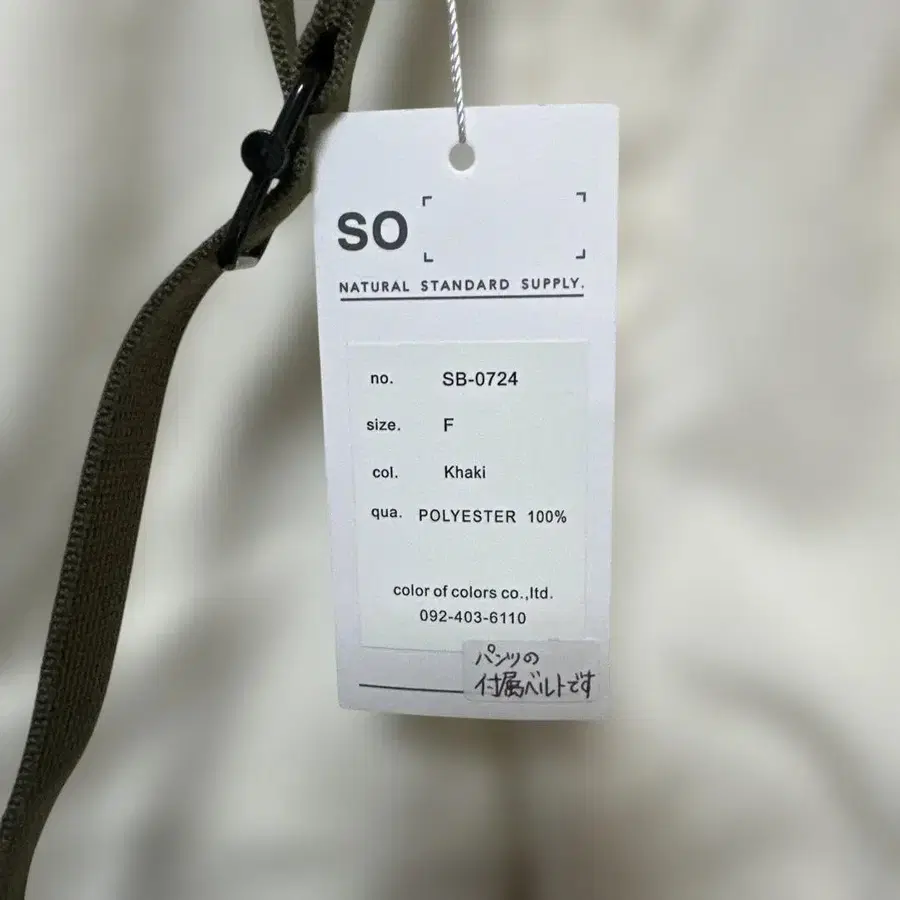 SO
NATURAL STANDARD SUPPLY.
no. SB-0724
size. F
col. Khaki
qua. POLYESTER 100%
color of colors co.,ltd.
092-403-6110
パンツの
付属ベルトです